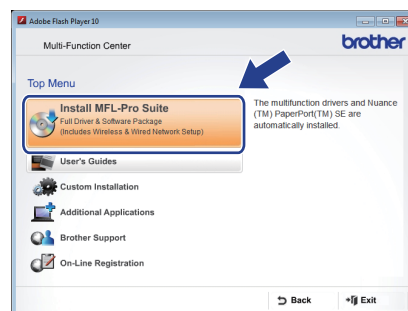 Adobe Flash Player 10
Multi-Function Center
brother
Top Menu
Install MFL-Pro Suite
Full Driver & Software Package
(Includes Wireless & Wired Network Setup)
The multifunction drivers and Nuance
(TM) PaperPort(TM) SE are
automatically installed.
User's Guides
Custom Installation
Additional Applications
Brother Support
On-Line Registration
Back
Exit